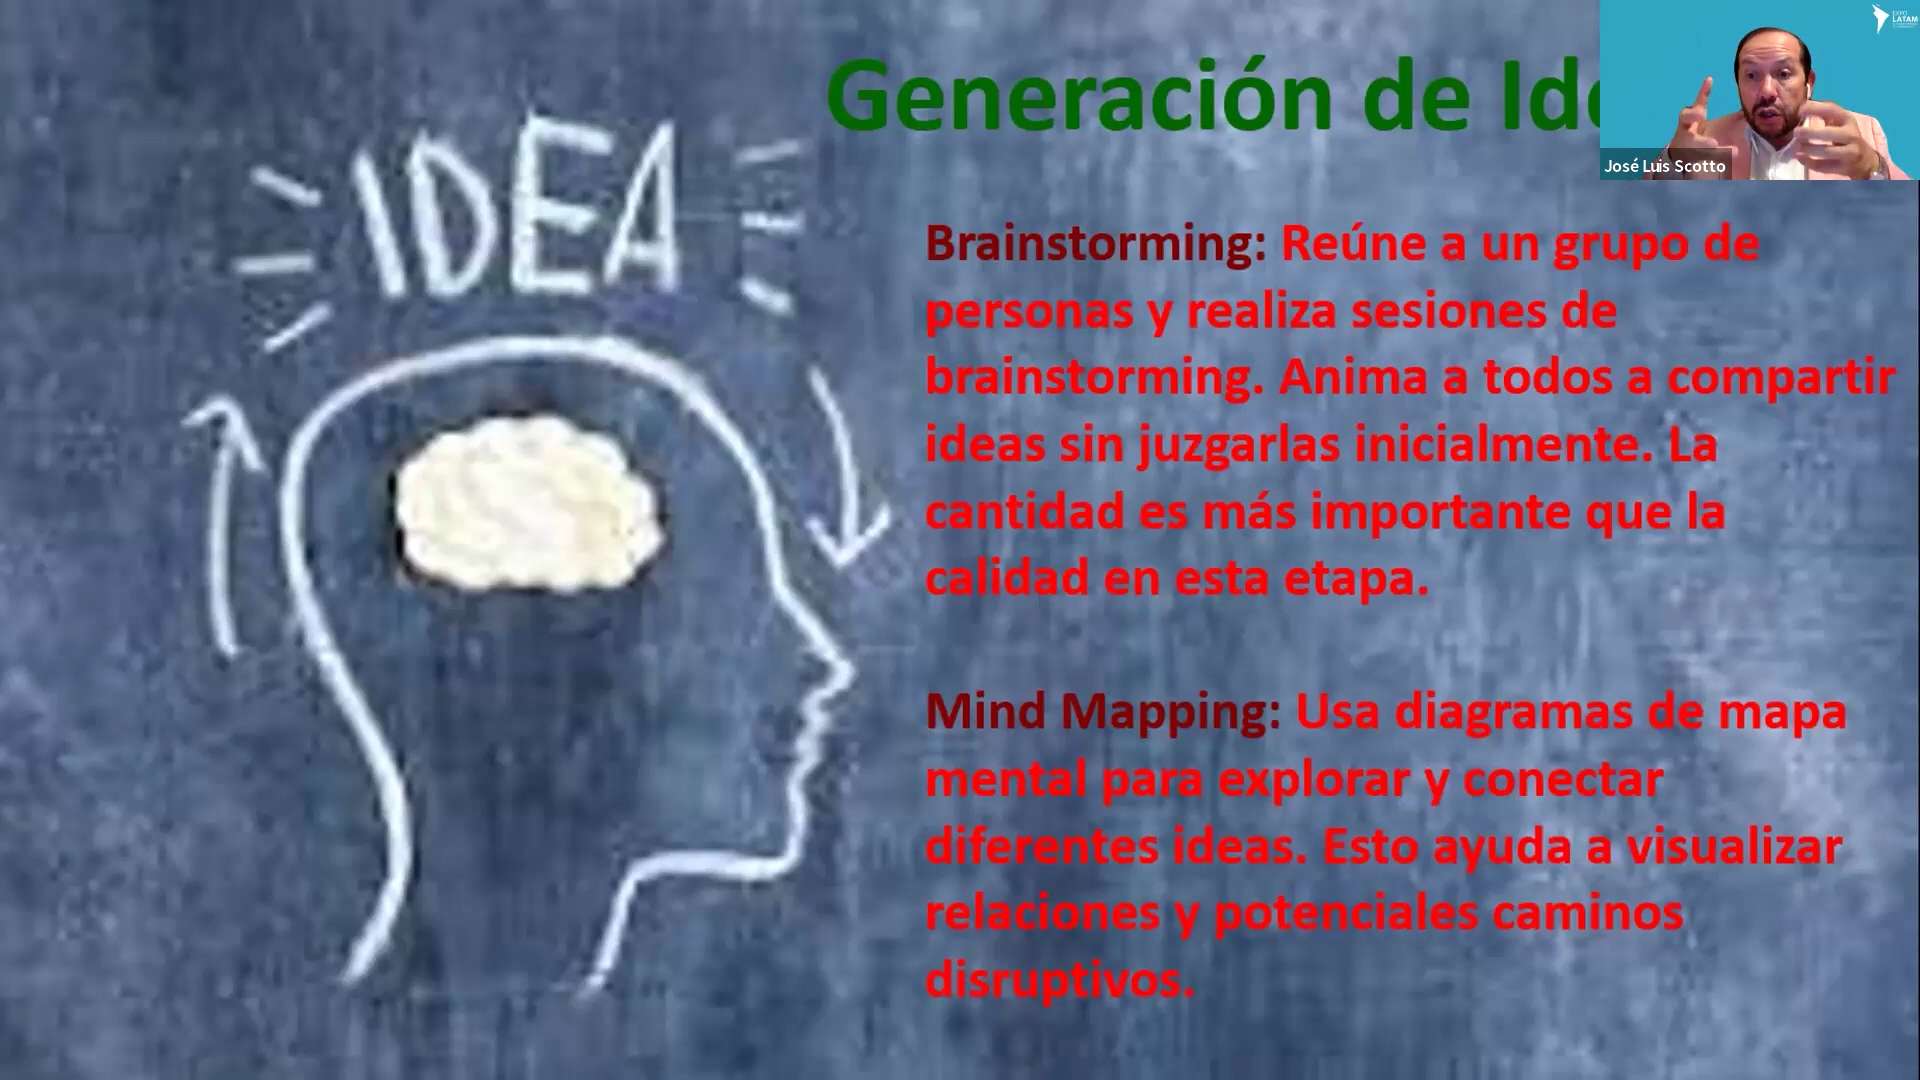 Generación de
EXPO
LATAM
José Luis Scotto
IDEA
Brainstorming: Reúne a un grupo de
personas y realiza sesiones de
brainstorming. Anima a todos a compartir
ideas sin juzgarlas inicialmente. La
cantidad es más importante que la
calidad en esta etapa.
Mind Mapping: Usa diagramas de mapa
mental para explorar y conectar
diferentes ideas. Esto ayuda a visualizar
relaciones y potenciales caminos
disruptivos.